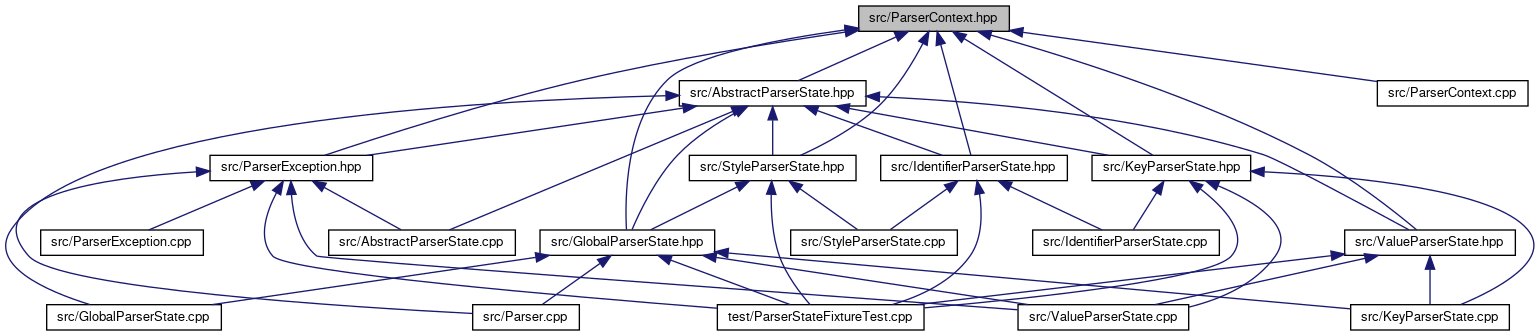 src/ParserContext.hpp
src/AbstractParserState.hpp
src/ParserContext.cpp
src/ParserException.hpp
src/StyleParserState.hpp
src/IdentifierParserState.hpp
src/KeyParserState.hpp
src/ParserException.cpp
src/AbstractParserState.cpp
src/GlobalParserState.hpp
src/StyleParserState.cpp
src/IdentifierParserState.cpp
src/ValueParserState.hpp
src/GlobalParserState.cpp
src/Parser.cpp
test/ParserStateFixtureTest.cpp
src/ValueParserState.cpp
src/KeyParserState.cpp